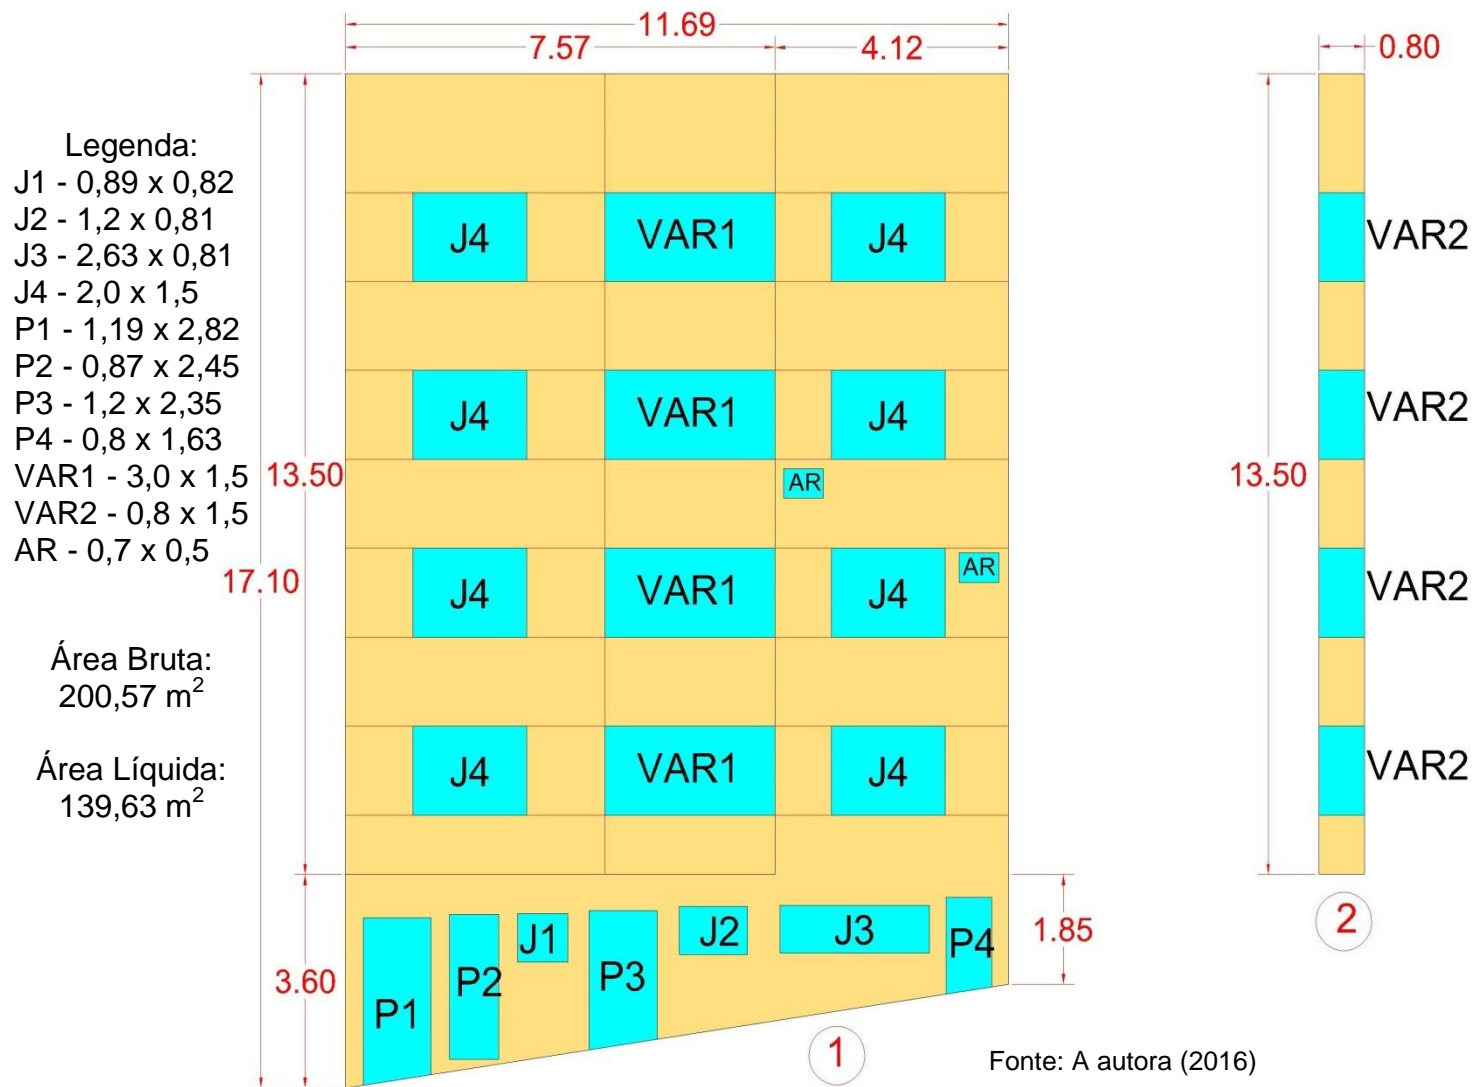 11.69
7.57
4.12
0.80
Legenda:
J1 - 0,89 x 0,82
J2 - 1,2 x 0,81
J3 - 2,63 x 0,81
J4 - 2,0 x 1,5
P1 - 1,19 x 2,82
P2 - 0,87 x 2,45
P3 - 1,2 x 2,35
P4 - 0,8 x 1,63
VAR1 - 3,0 x 1,5
VAR2 - 0,8 x 1,5
AR - 0,7 x 0,5
Área Bruta:
200,57 m²
Área Líquida:
139,63 m²
17.10
13.50
3.60
J4 VAR1 J4
J4 VAR1 J4
AR
AR
J4 VAR1 J4
J4 VAR1 J4
P1 P2 J1 P3 J2 J3 P4
1.85
1
13.50
VAR2
VAR2
VAR2
VAR2
2
Fonte: A autora (2016)